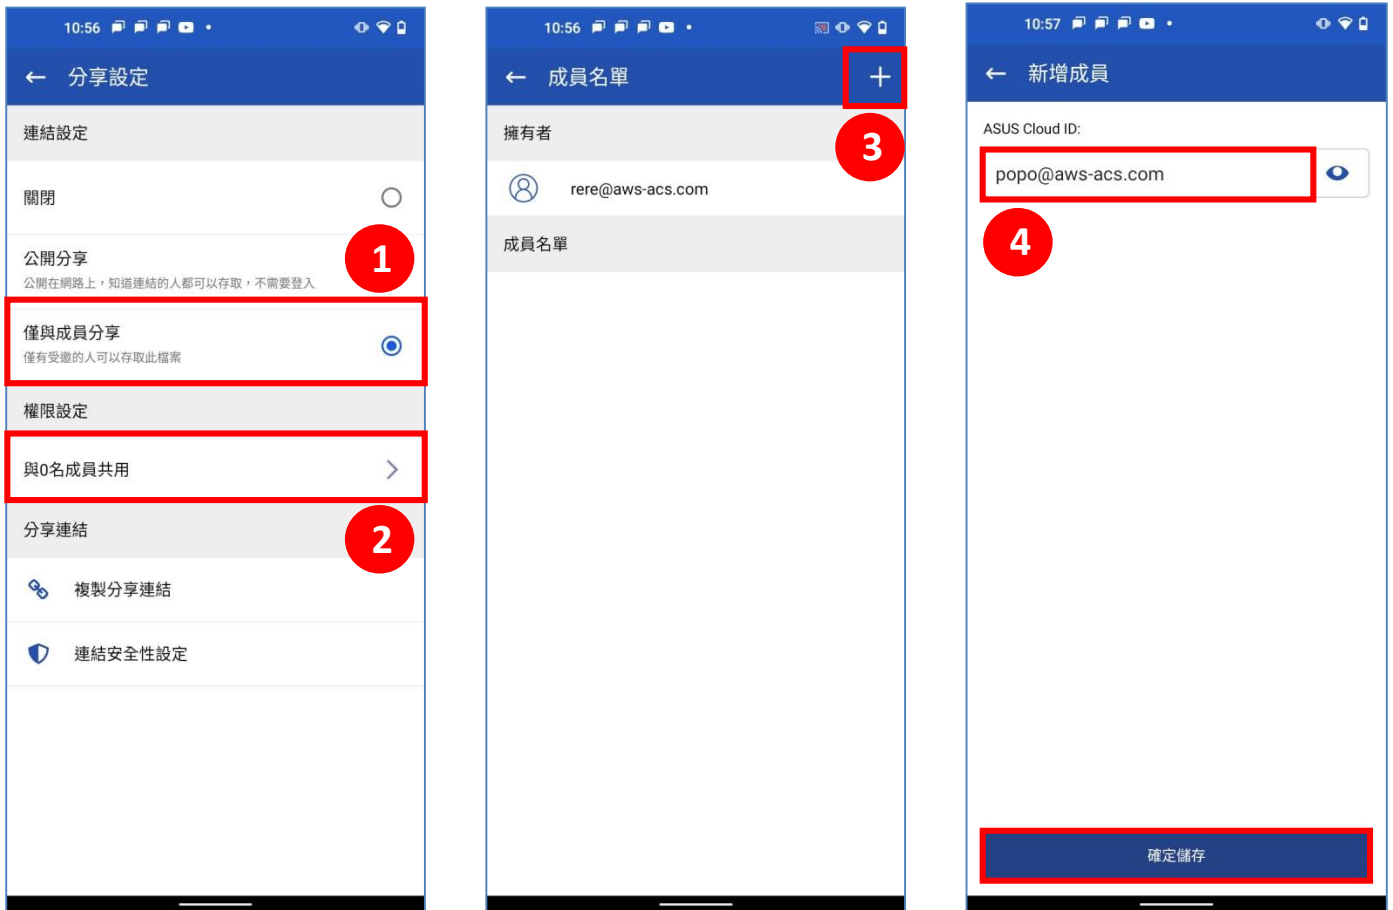 10:56
分享設定
連結設定
關閉
公開分享
公開在網路上，知道連結的人都可以存取，不需要登入
1
僅與成員分享
僅有受邀的人可以存取此檔案
權限設定
與0名成員共用
分享連結
2
複製分享連結
連結安全性設定
10:56
成員名單
3
擁有者
rere@aws-acs.com
成員名單
10:57
新增成員
ASUS Cloud ID:
popo@aws-acs.com
4
確定儲存